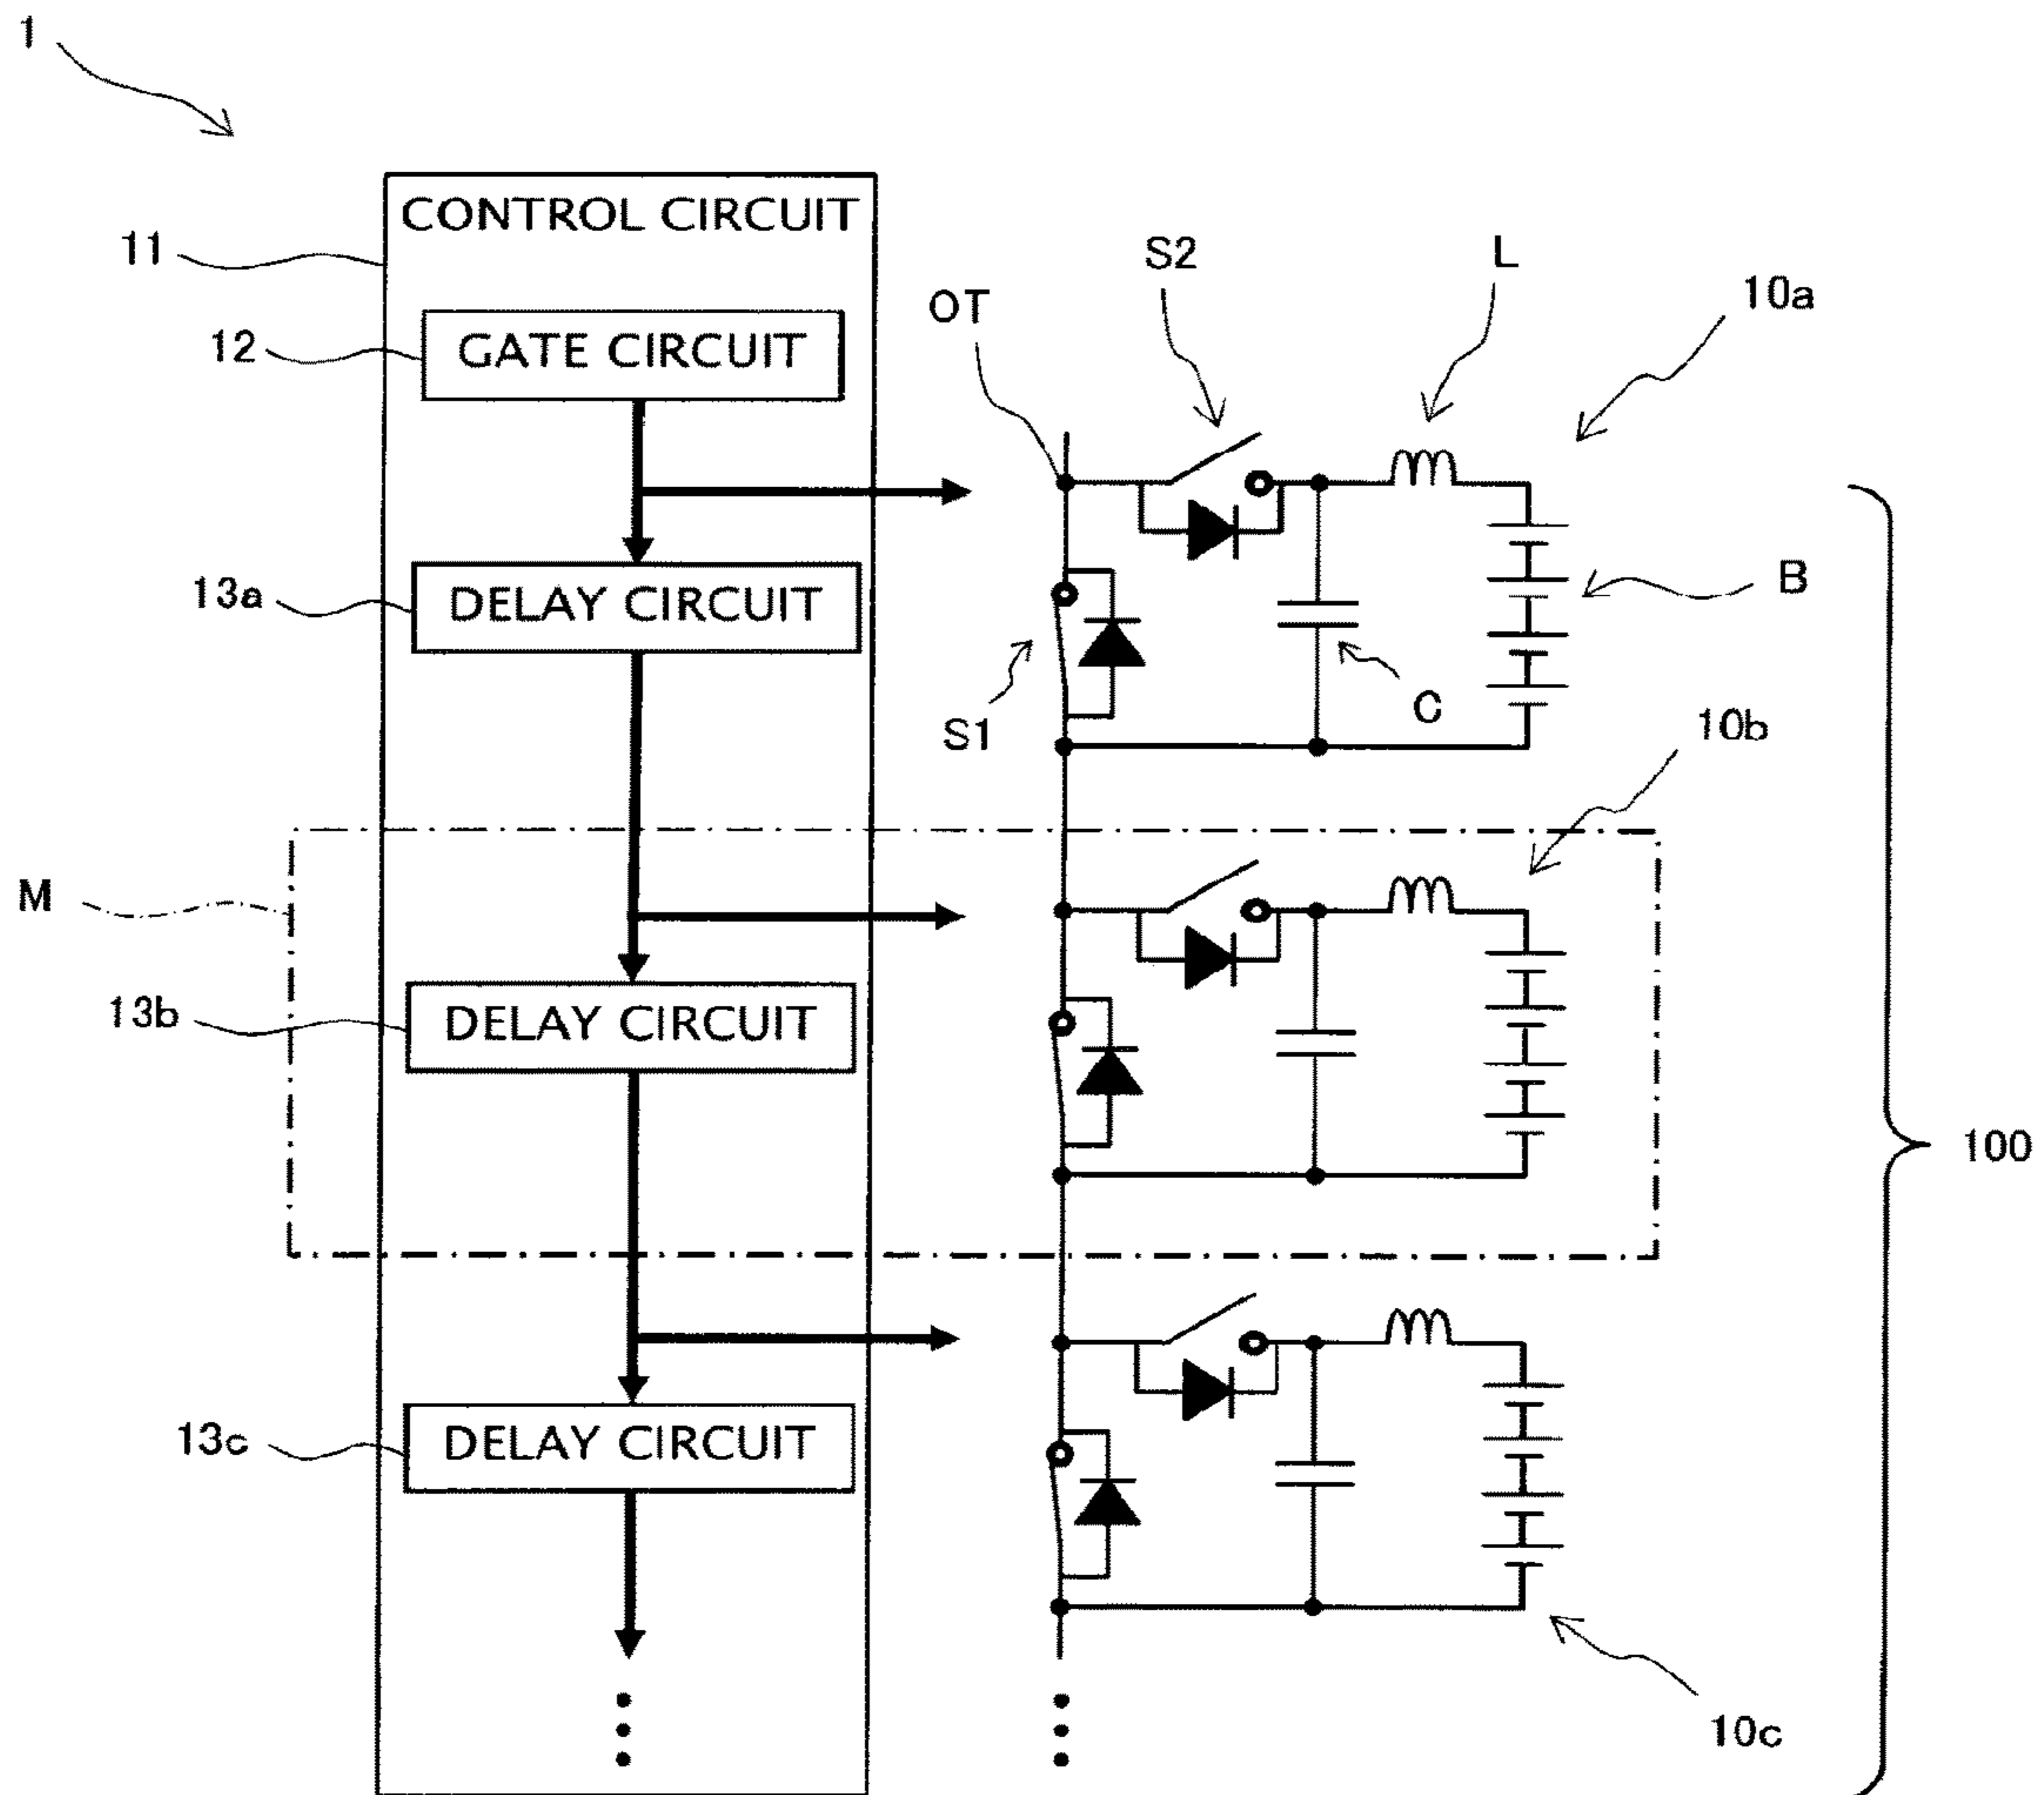 1
CONTROL CIRCUIT
11
S2
L
10a
OT
12
GATE CIRCUIT
13a
DELAY CIRCUIT
B
S1
C
10b
M
13b
DELAY CIRCUIT
100
13c
DELAY CIRCUIT
10c